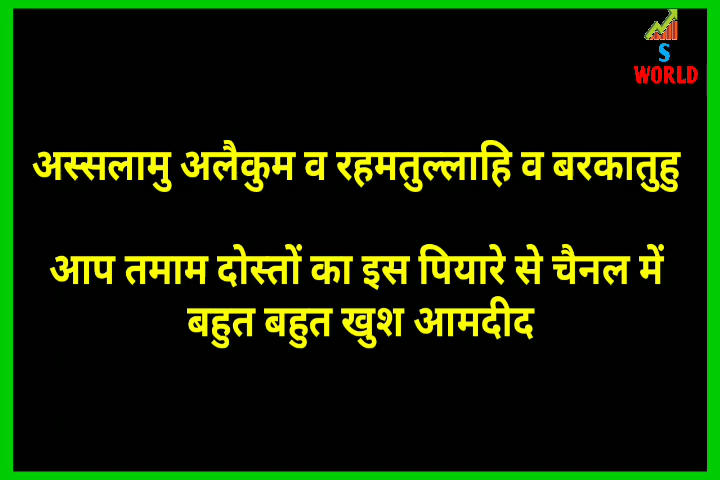 S
WORLD
अस्सलामु अलैकुम व रहमतुल्लाहि व बरकातुहु
आप तमाम दोस्तों का इस पियारे से चैनल में
बहुत बहुत खुश आमदीद